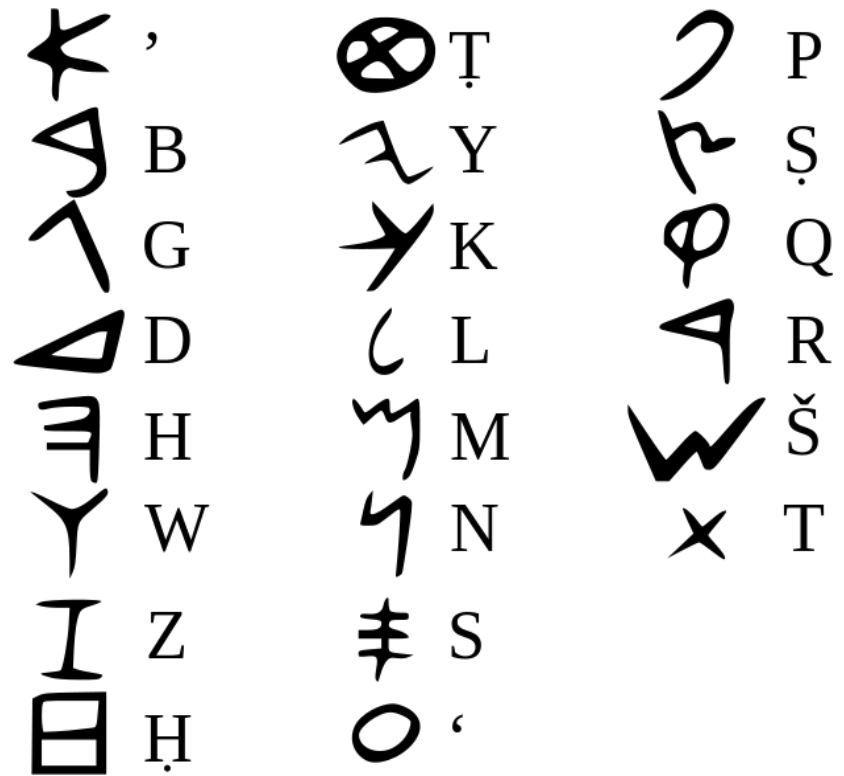 𐤀 ʼ
𐤁 B
𐤂 G
𐤃 D
𐤄 H
𐤅 W
𐤆 Z
𐤇 Ḥ
𐤈 Ṭ
𐤉 Y
𐤊 K
𐤋 L
𐤌 M
𐤍 N
𐤎 S
𐤏 ʻ
𐤐 P
𐤑 Ṣ
𐤒 Q
𐤓 R
𐤔 Š
𐤕 T